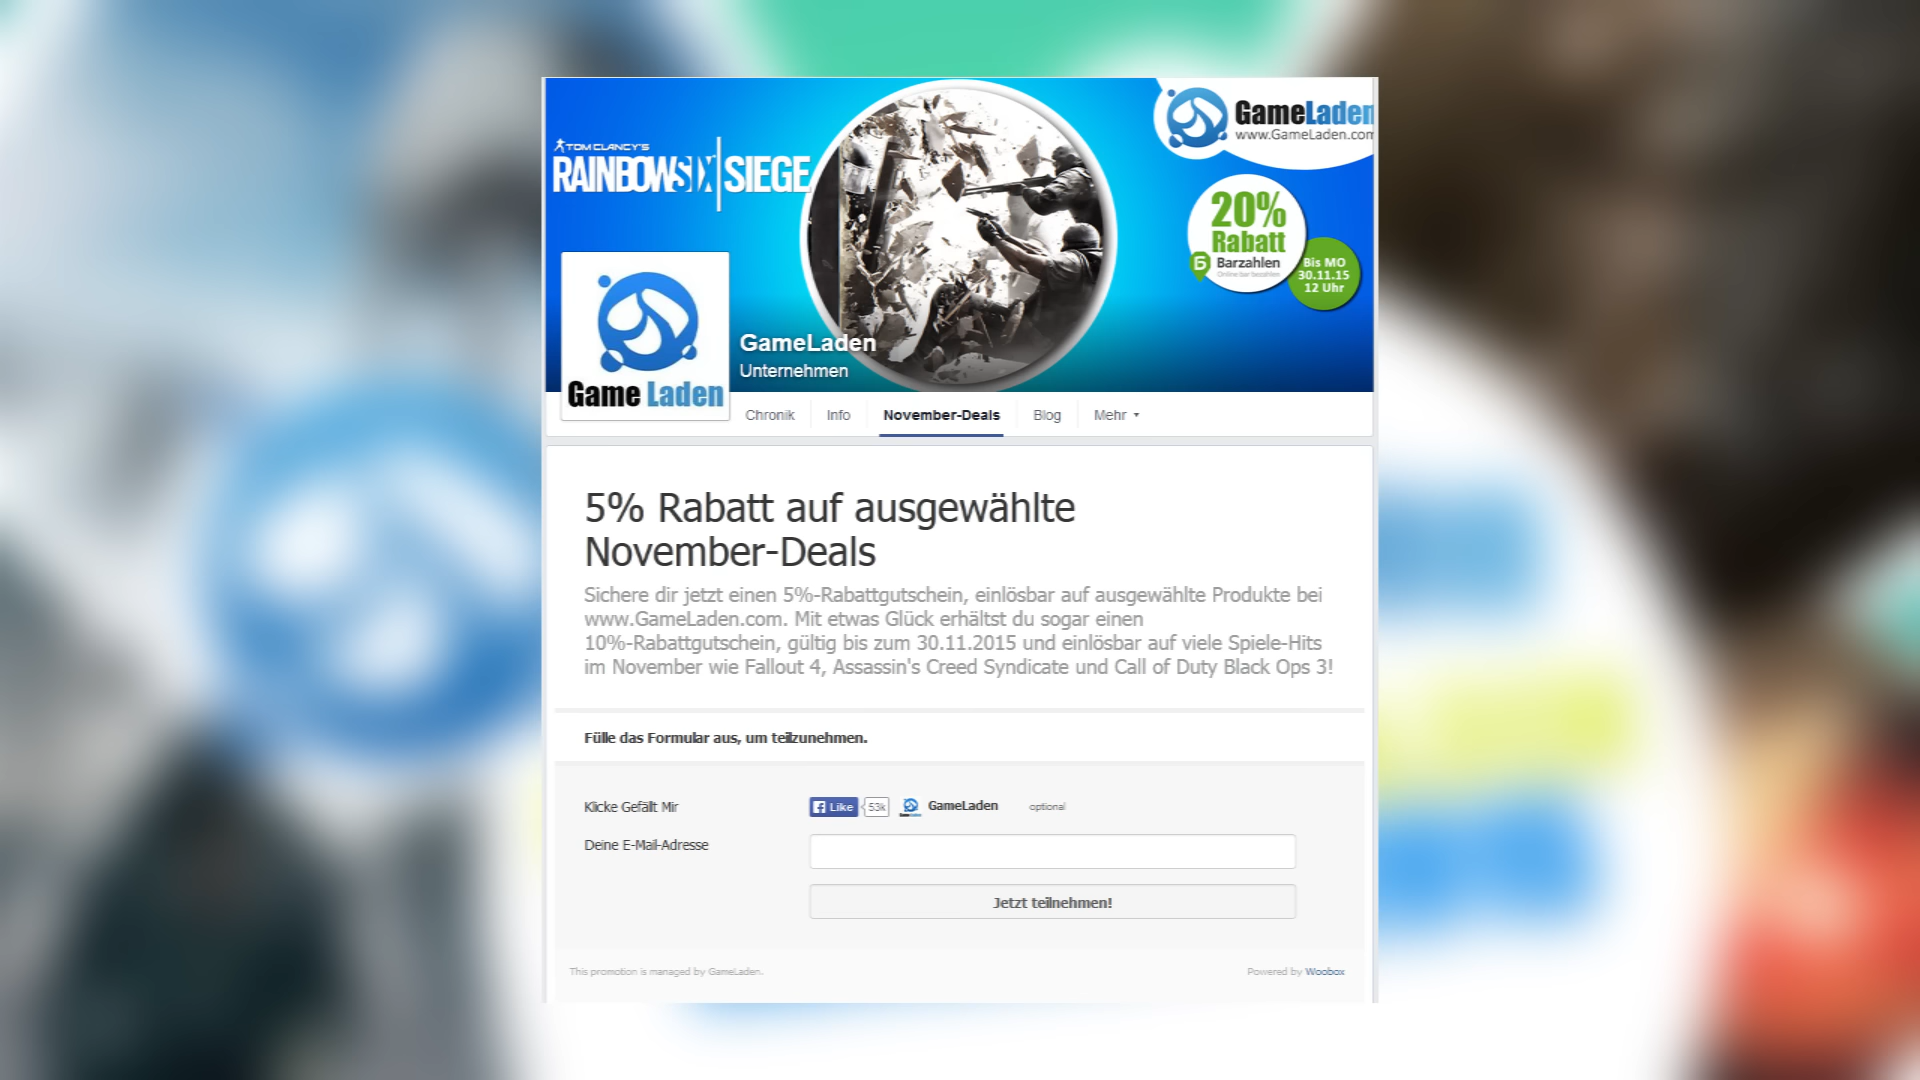 GameLaden
www.GameLaden.com
TOM CLANCY'S
RAINBOWSIX|SIEGE
20%
Rabatt
Barzahlen
Online bar bezahlen
Bis MO
30.11.15
12 Uhr
Game Laden
GameLaden
Unternehmen
Chronik
Info
November-Deals
Blog
Mehr
5% Rabatt auf ausgewählte
November-Deals
Sichere dir jetzt einen 5%-Rabattgutschein, einlösbar auf ausgewählte Produkte bei
www.GameLaden.com. Mit etwas Glück erhältst du sogar einen
10%-Rabattgutschein, gültig bis zum 30.11.2015 und einlösbar auf viele Spiele-Hits
im November wie Fallout 4, Assassin's Creed Syndicate und Call of Duty Black Ops 3!
Fülle das Formular aus, um teilzunehmen.
Klicke Gefällt Mir
Like 53k GameLaden optional
Deine E-Mail-Adresse
Jetzt teilnehmen!
This promotion is managed by GameLaden.
Powered by Woobox